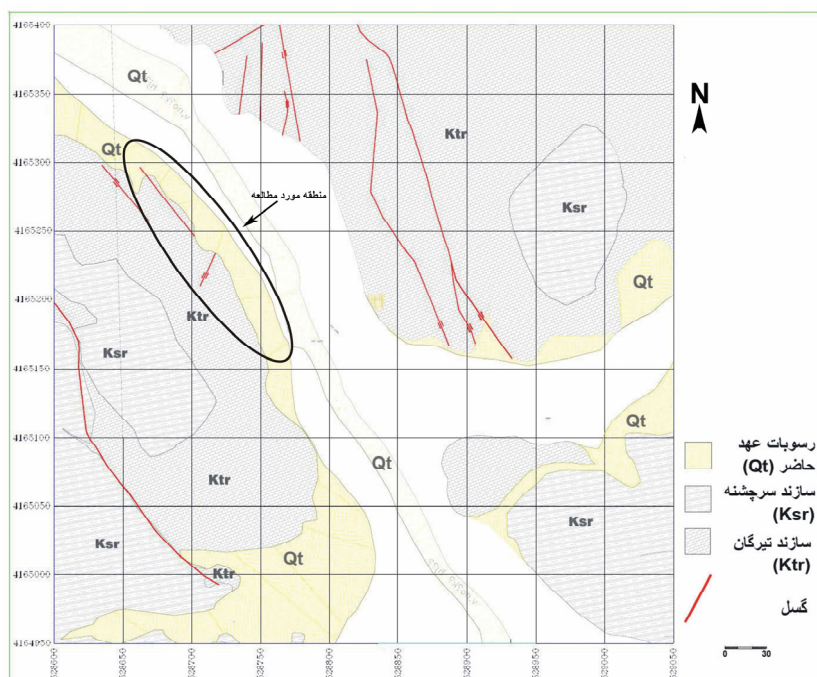 4165400
4165350
4165300
4165250
4165200
4165150
4165100
4165050
4165000
4164950
Qt
Qt
Ktr
منطقه مورد مطالعه
Ksr
Qt
Ktr
Ksr
Qt
Qt
Ktr
Ksr
Qt
Ktr
Ksr
N
رسوبات عهد
حاضر (Qt)
سازند سرچشنه
(Ksr)
سازند تیرگان
(Ktr)
گسل
0 30